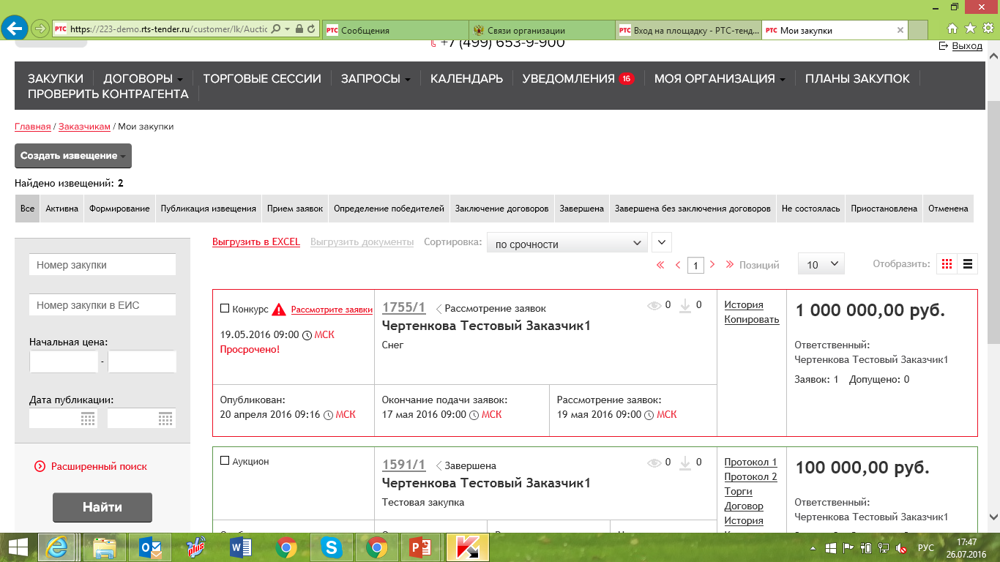 https://223-demo.rts-tender.ru/customer/lk/Auctic
РТС Сообщения
Связи организации
РТС Вход на площадку - РТС-тенд...
РТС Мои закупки
+7 (499) 653-9-900
Выход
ЗАКУПКИ ДОГОВОРЫ ТОРГОВЫЕ СЕССИИ ЗАПРОСЫ КАЛЕНДАРЬ УВЕДОМЛЕНИЯ 16 МОЯ ОРГАНИЗАЦИЯ ПЛАНЫ ЗАКУПОК
ПРОВЕРИТЬ КОНТРАГЕНТА
Главная / Заказчикам / Мои закупки
Создать извещение
Найдено извещений: 2
Все Активна Формирование Публикация извещения Прием заявок Определение победителей Заключение договоров Завершена Завершена без заключения договоров Не состоялась Приостановлена Отменена
Номер закупки
Номер закупки в ЕИС
Начальная цена:
-
Дата публикации:
Расширенный поиск
Найти
Выгрузить в EXCEL Выгрузить документы Сортировка: по срочности
« ‹ 1 › » Позиций 10 Отобразить:
Конкурс Рассмотрите заявки
19.05.2016 09:00 МСК
Просрочено!
1755/1 Рассмотрение заявок 0 0
Чертенкова Тестовый Заказчик1
Снег
История
Копировать
1 000 000,00 руб.
Ответственный:
Чертенкова Тестовый Заказчик1
Заявок: 1 Допущено: 0
Опубликован:
20 апреля 2016 09:16 МСК
Окончание подачи заявок:
17 мая 2016 09:00 МСК
Рассмотрение заявок:
19 мая 2016 09:00 МСК
Аукцион
1591/1 Завершена 0 0
Чертенкова Тестовый Заказчик1
Тестовая закупка
Протокол 1
Протокол 2
Торги
Договор
История
100 000,00 руб.
Ответственный:
Чертенкова Тестовый Заказчик1
plus
РУС
17:47
26.07.2016